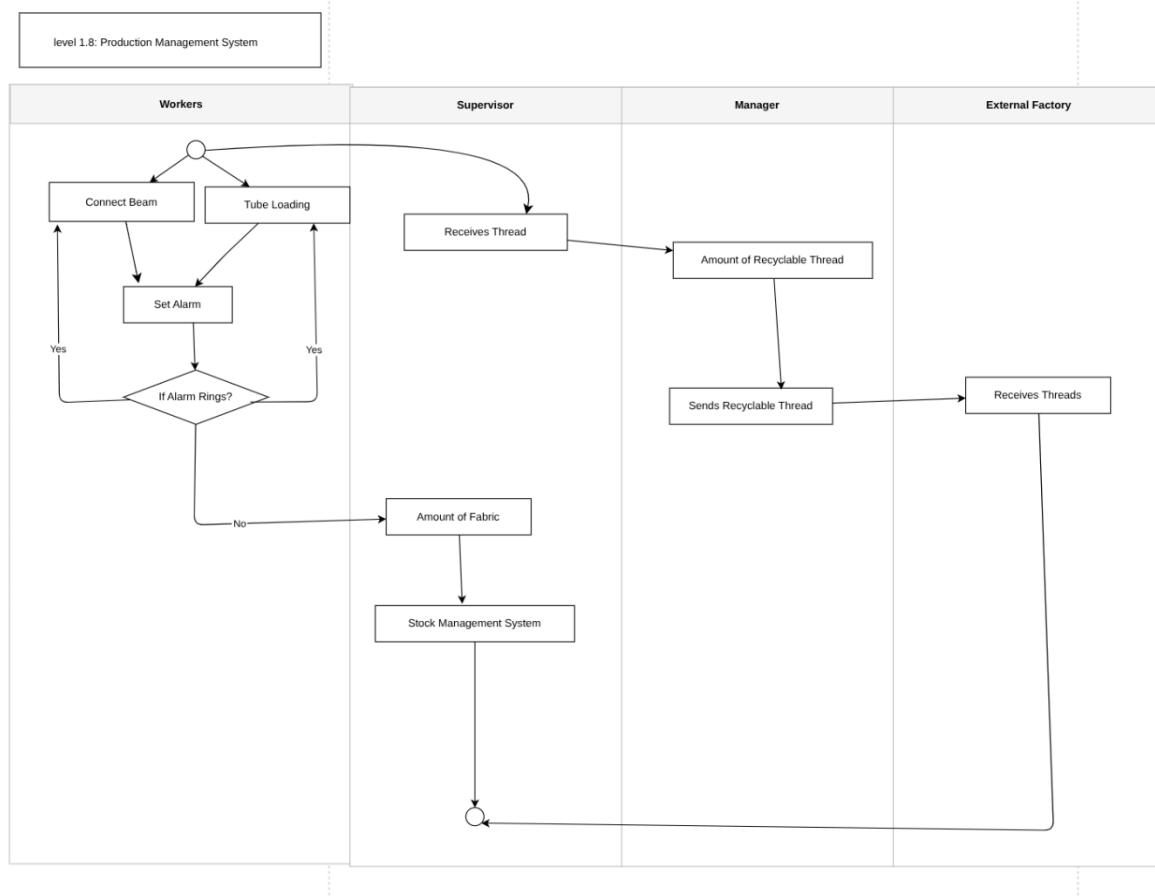 level 1.8: Production Management System
Workers
Supervisor
Manager
External Factory
Connect Beam
Tube Loading
Receives Thread
Amount of Recyclable Thread
Set Alarm
Yes
Yes
If Alarm Rings?
Sends Recyclable Thread
Receives Threads
No
Amount of Fabric
Stock Management System